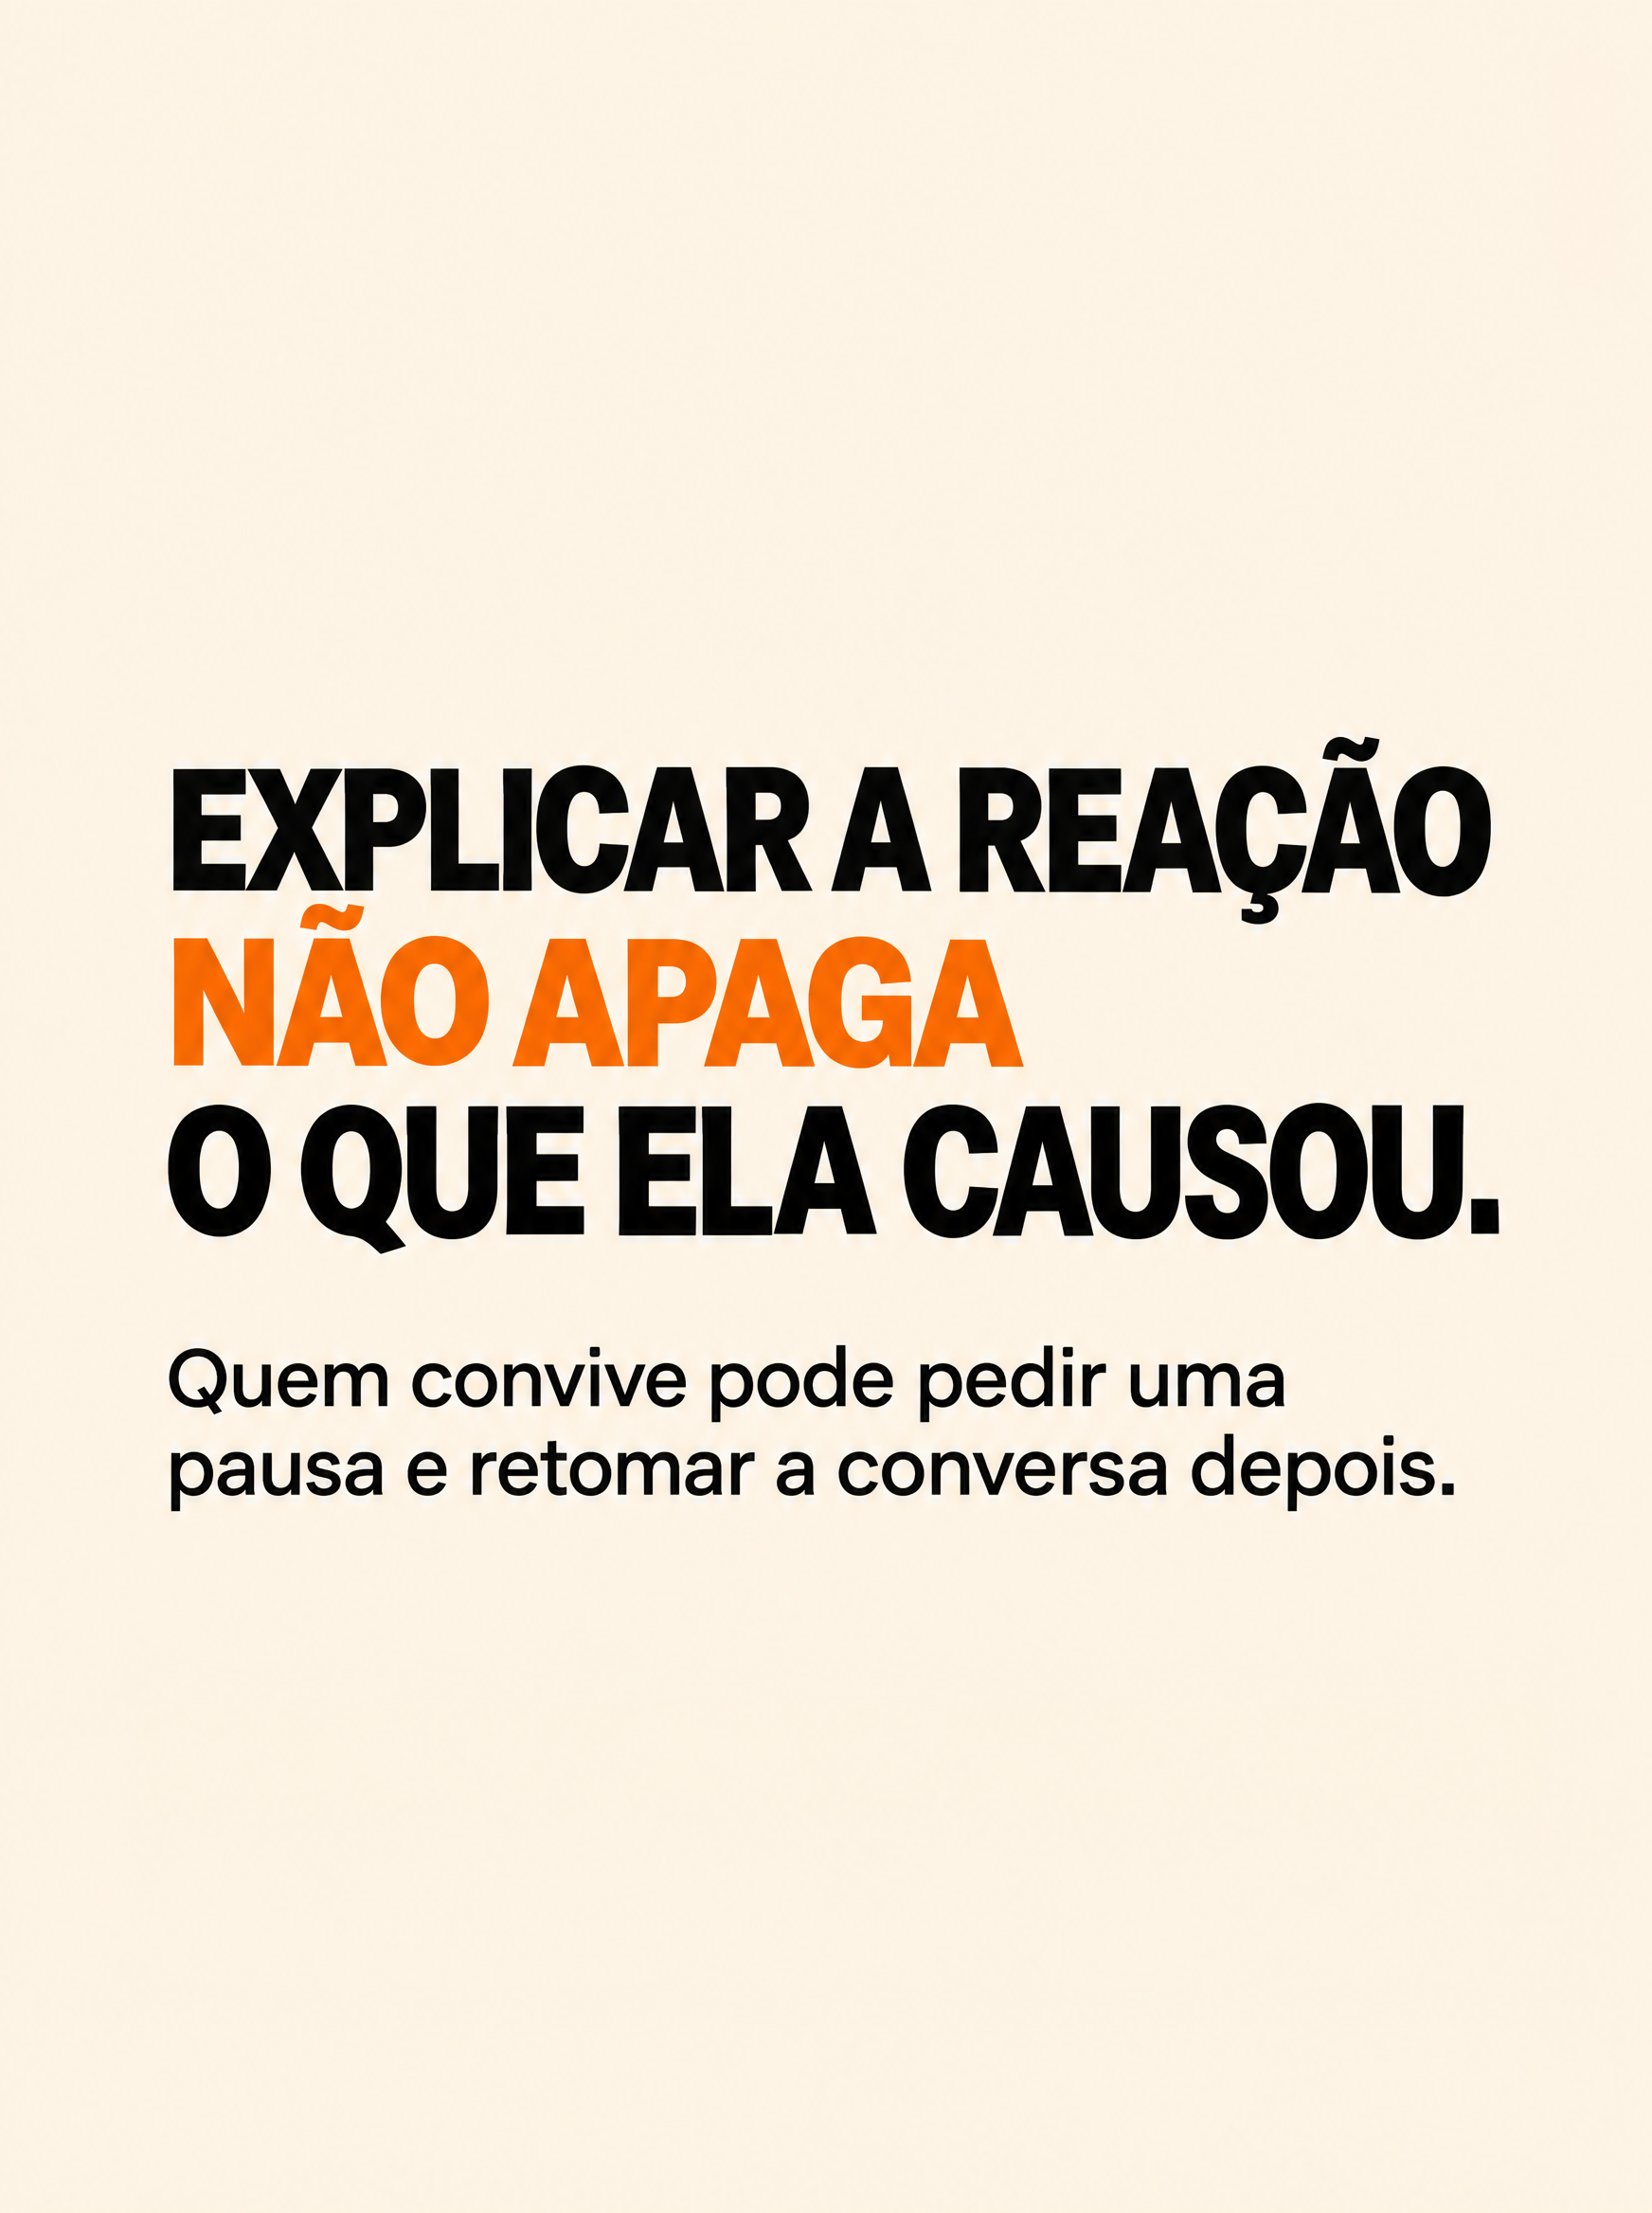 EXPLICAR A REAÇÃO
NÃO APAGA
O QUE ELA CAUSOU.
Quem convive pode pedir uma
pausa e retomar a conversa depois.